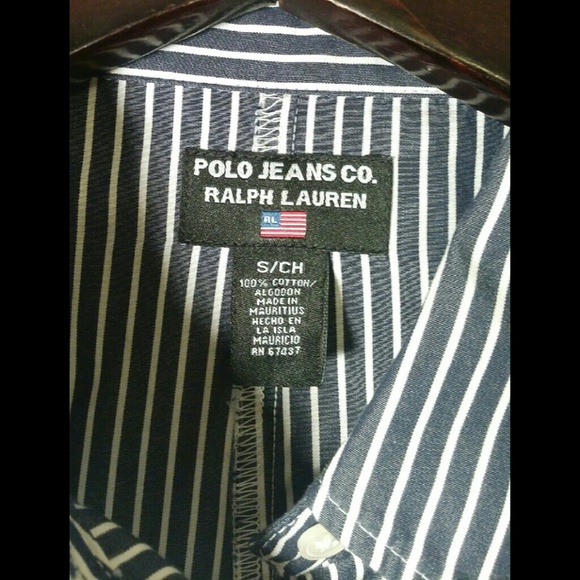 POLO JEANS CO.
RALPH LAUREN
RL
S/CH
100% COTTON/
ALGODON
MADE IN
MAURITIUS
HECHO EN
LA ISLA
MAURICIO
RN 67437